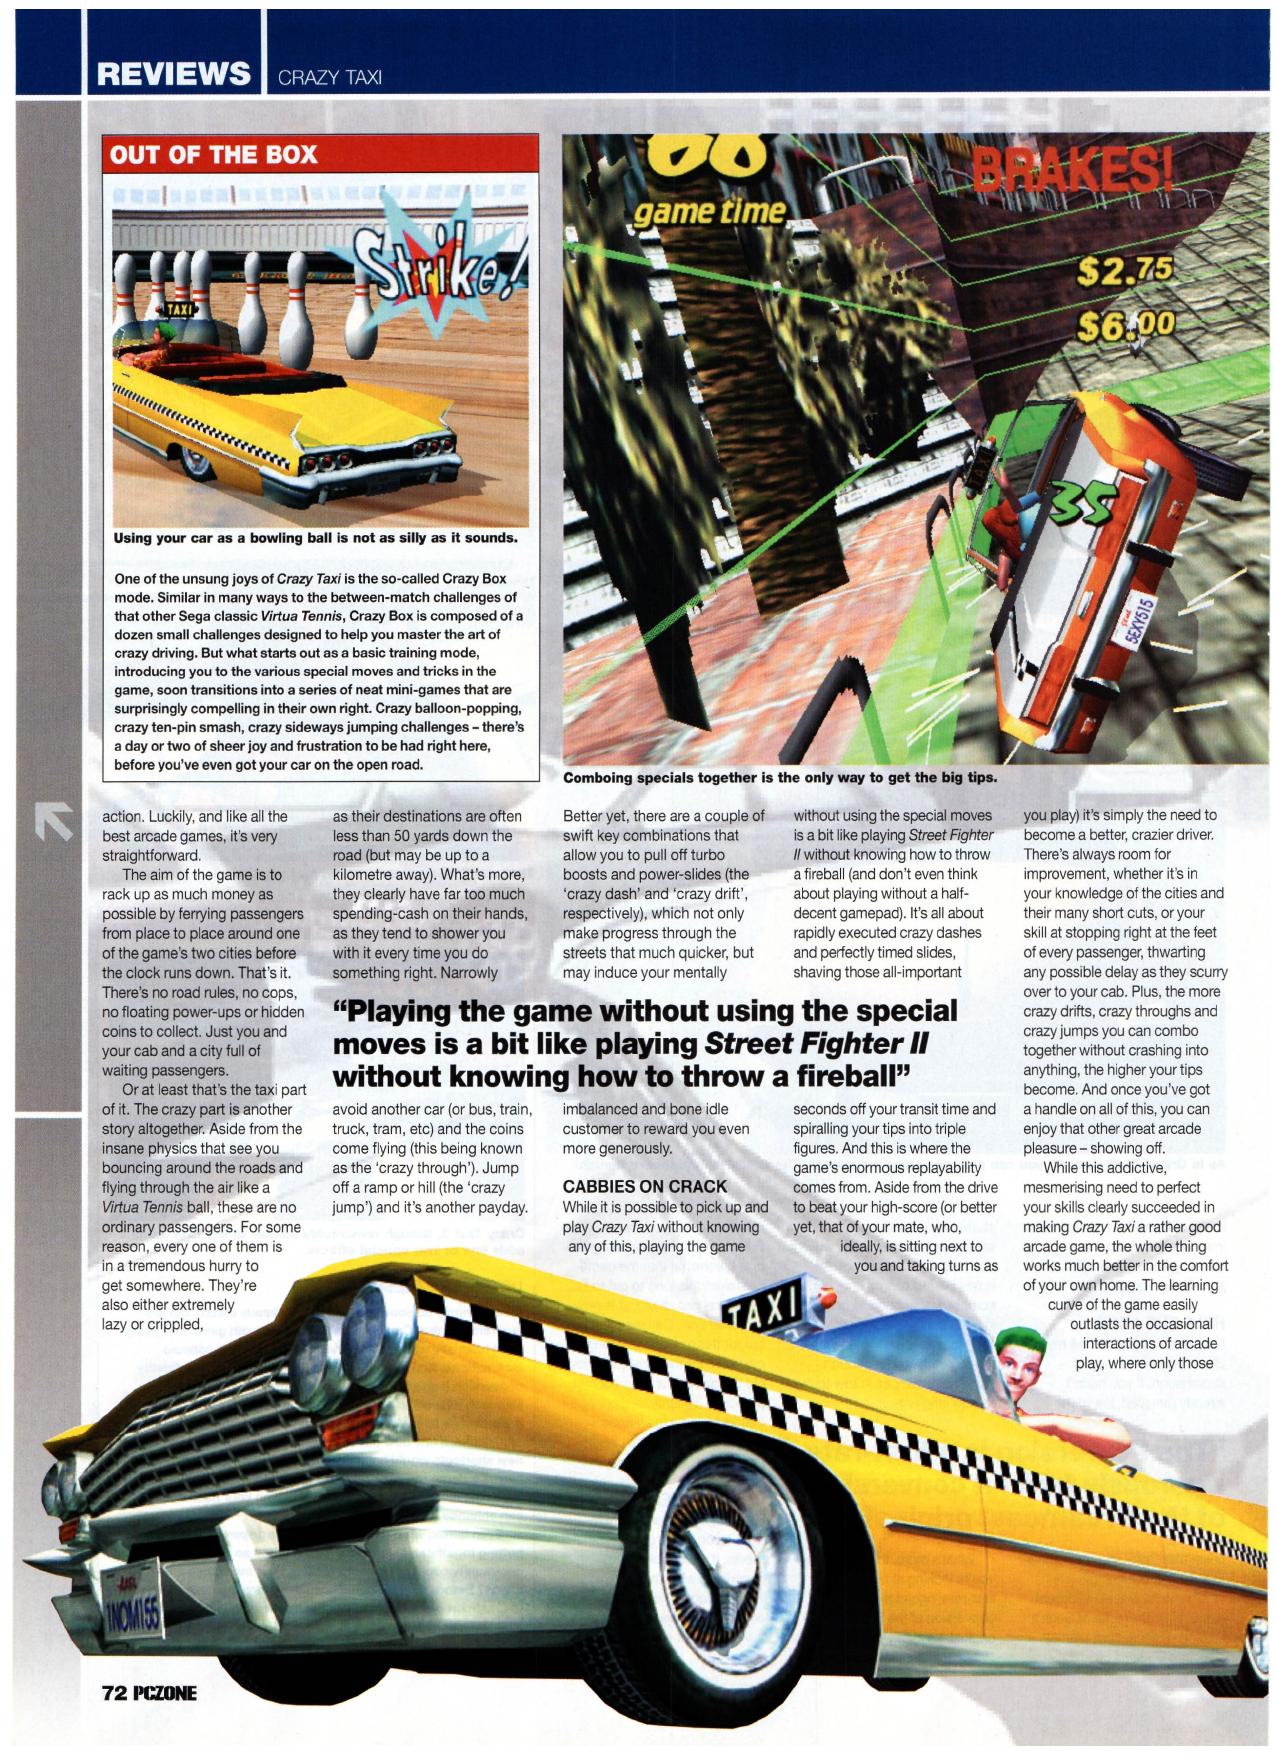 REVIEWS
CRAZY TAXI
OUT OF THE BOX
Strike!
TAXI
Using your car as a bowling ball is not as silly as it sounds.
One of the unsung joys of Crazy Taxi is the so-called Crazy Box
mode. Similar in many ways to the between-match challenges of
that other Sega classic Virtua Tennis, Crazy Box is composed of a
dozen small challenges designed to help you master the art of
crazy driving. But what starts out as a basic training mode,
introducing you to the various special moves and tricks in the
game, soon transitions into a series of neat mini-games that are
surprisingly compelling in their own right. Crazy balloon-popping,
crazy ten-pin smash, crazy sideways jumping challenges – there's
a day or two of sheer joy and frustration to be had right here,
before you've even got your car on the open road.
game time
BRAKES!
$2.75
$6.00
35
5EXY515
Comboing specials together is the only way to get the big tips.
action. Luckily, and like all the
best arcade games, it's very
straightforward.
The aim of the game is to
rack up as much money as
possible by ferrying passengers
from place to place around one
of the game's two cities before
the clock runs down. That's it.
There's no road rules, no cops,
no floating power-ups or hidden
coins to collect. Just you and
your cab and a city full of
waiting passengers.
Or at least that's the taxi part
of it. The crazy part is another
story altogether. Aside from the
insane physics that see you
bouncing around the roads and
flying through the air like a
Virtua Tennis ball, these are no
ordinary passengers. For some
reason, every one of them is
in a tremendous hurry to
get somewhere. They're
also either extremely
lazy or crippled,
as their destinations are often
less than 50 yards down the
road (but may be up to a
kilometre away). What's more,
they clearly have far too much
spending-cash on their hands,
as they tend to shower you
with it every time you do
something right. Narrowly
avoid another car (or bus, train,
truck, tram, etc) and the coins
come flying (this being known
as the 'crazy through'). Jump
off a ramp or hill (the 'crazy
jump') and it's another payday.
Better yet, there are a couple of
swift key combinations that
allow you to pull off turbo
boosts and power-slides (the
'crazy dash' and 'crazy drift',
respectively), which not only
make progress through the
streets that much quicker, but
may induce your mentally
imbalanced and bone idle
customer to reward you even
more generously.
CABBIES ON CRACK
While it is possible to pick up and
play Crazy Taxi without knowing
any of this, playing the game
without using the special moves
is a bit like playing Street Fighter
II without knowing how to throw
a fireball (and don't even think
about playing without a half-
decent gamepad). It's all about
rapidly executed crazy dashes
and perfectly timed slides,
shaving those all-important
seconds off your transit time and
spiralling your tips into triple
figures. And this is where the
game's enormous replayability
comes from. Aside from the drive
to beat your high-score (or better
yet, that of your mate, who,
ideally, is sitting next to
you and taking turns as
you play) it's simply the need to
become a better, crazier driver.
There's always room for
improvement, whether it's in
your knowledge of the cities and
their many short cuts, or your
skill at stopping right at the feet
of every passenger, thwarting
any possible delay as they scurry
over to your cab. Plus, the more
crazy drifts, crazy throughs and
crazy jumps you can combo
together without crashing into
anything, the higher your tips
become. And once you've got
a handle on all of this, you can
enjoy that other great arcade
pleasure – showing off.
While this addictive,
mesmerising need to perfect
your skills clearly succeeded in
making Crazy Taxi a rather good
arcade game, the whole thing
works much better in the comfort
of your own home. The learning
curve of the game easily
outlasts the occasional
interactions of arcade
play, where only those
“Playing the game without using the special
moves is a bit like playing Street Fighter II
without knowing how to throw a fireball”
TAXI
1NOM155
72 PCZONE